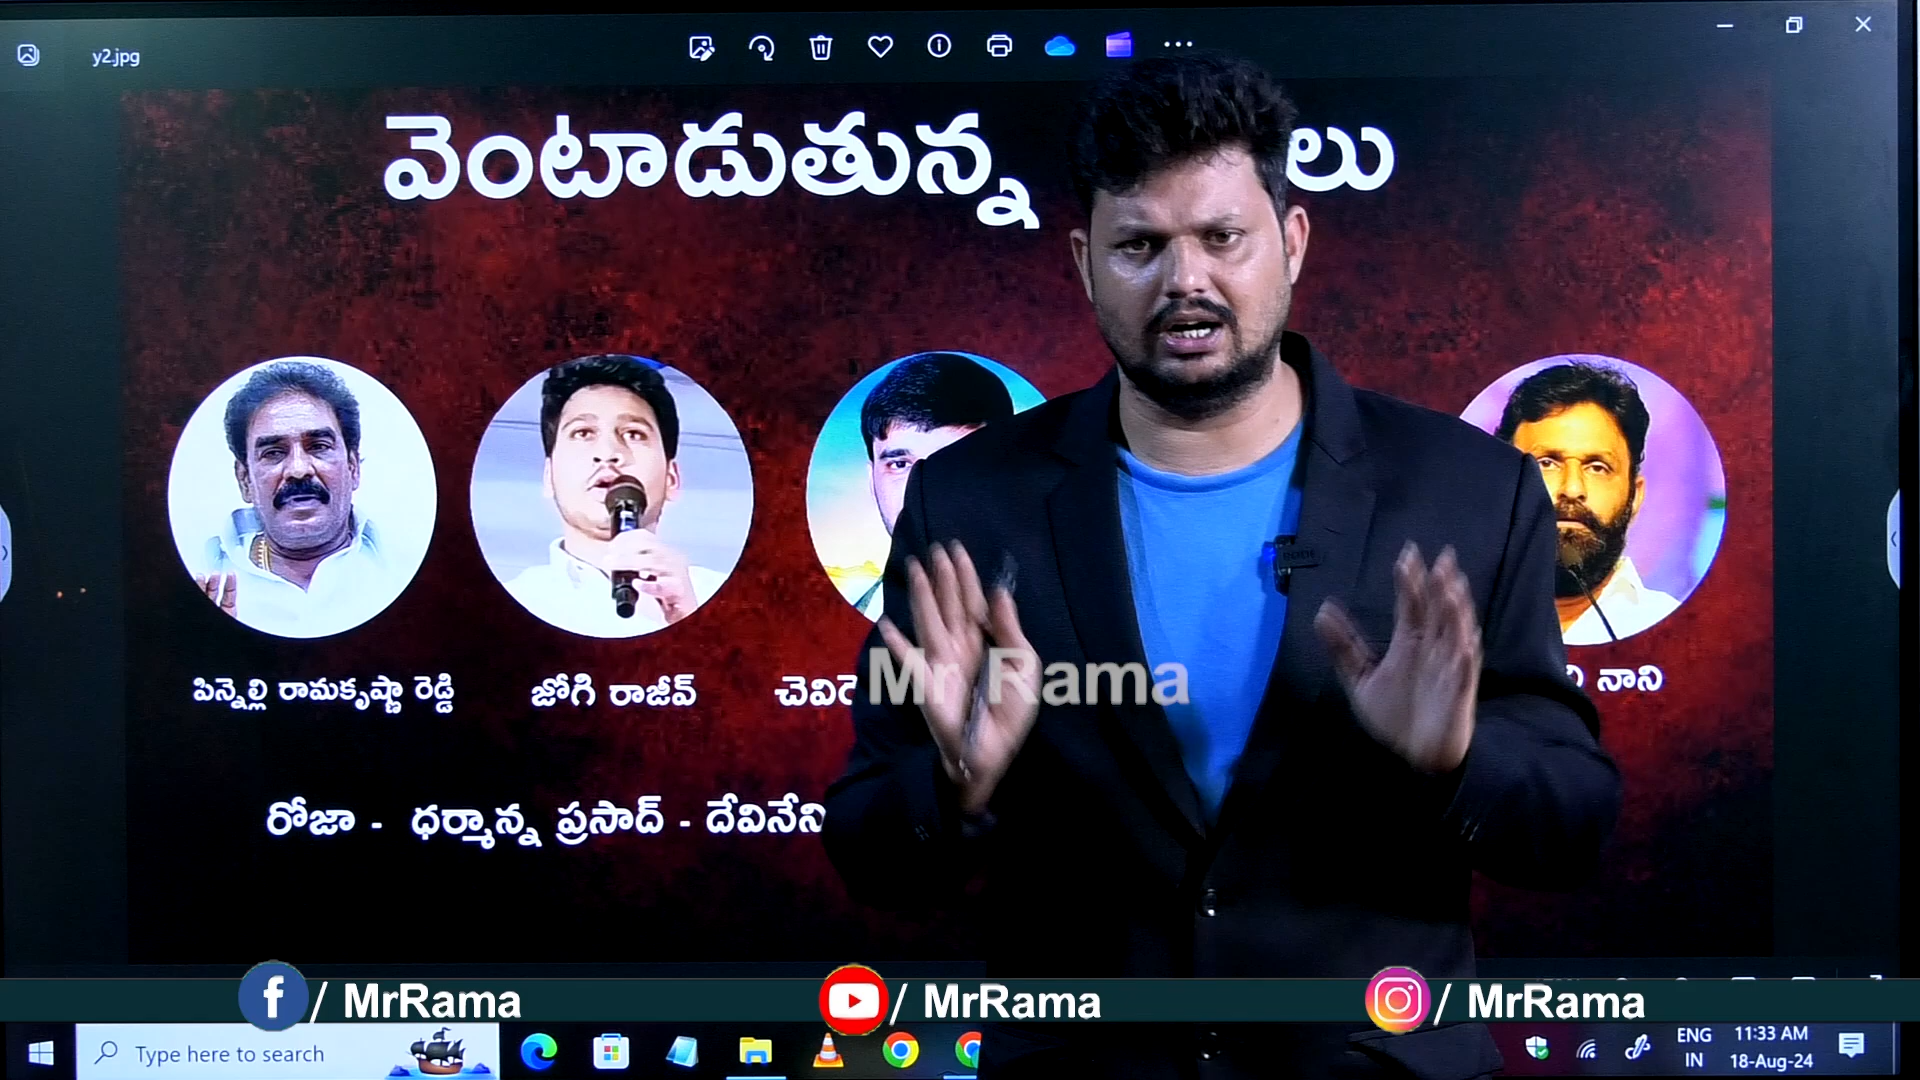 y2.jpg
వెంటాడుతున్న
లు
పిన్నెల్లి రామకృష్ణా రెడ్డి జోగి రాజీవ్ నాని
Mr Rama
రోజా - ధర్మాన్న ప్రసాద్ - దేవినేని
/ MrRama / MrRama / MrRama
Type here to search
ENG 11:33 AM
IN 18-Aug-24